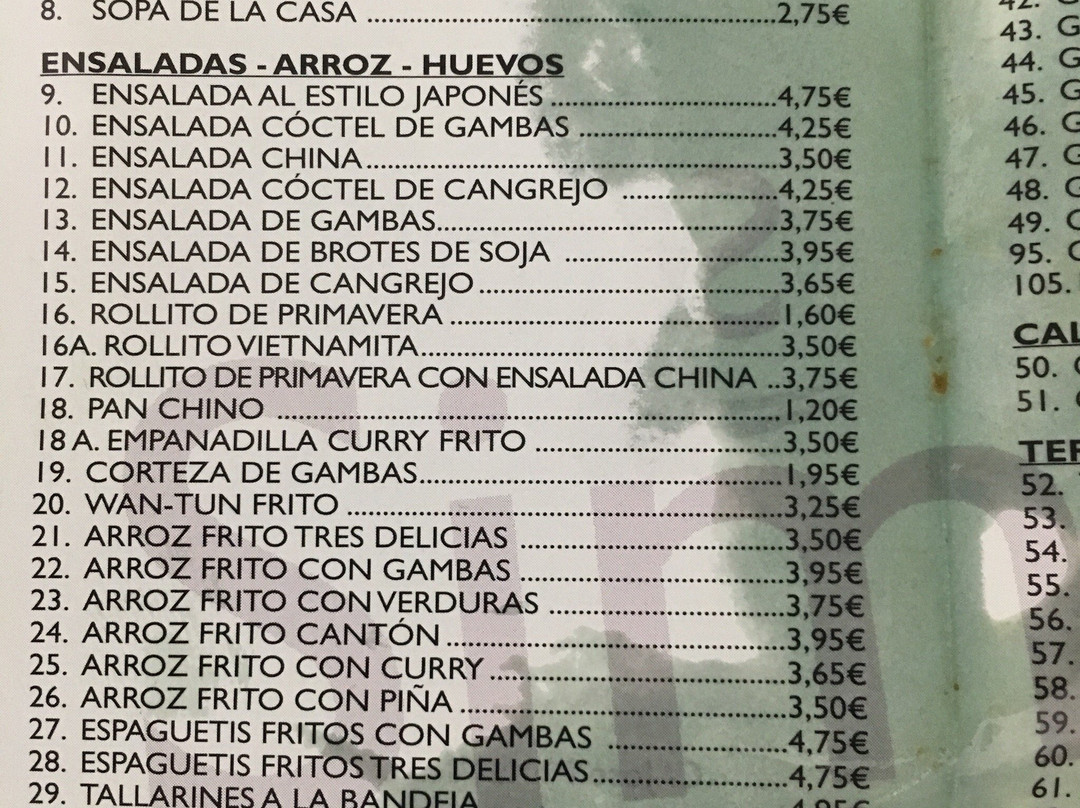 8. SOPA DE LA CASA ........ 2,75€
ENSALADAS - ARROZ - HUEVOS
9. ENSALADA AL ESTILO JAPONÉS ........ 4,75€
10. ENSALADA CÓCTEL DE GAMBAS ........ 4,25€
11. ENSALADA CHINA ........ 3,50€
12. ENSALADA CÓCTEL DE CANGREJO ........ 4,25€
13. ENSALADA DE GAMBAS ........ 3,75€
14. ENSALADA DE BROTES DE SOJA ........ 3,95€
15. ENSALADA DE CANGREJO ........ 3,65€
16. ROLLITO DE PRIMAVERA ........ 1,60€
16A. ROLLITO VIETNAMITA ........ 3,50€
17. ROLLITO DE PRIMAVERA CON ENSALADA CHINA ..3,75€
18. PAN CHINO ........ 1,20€
18 A. EMPANADILLA CURRY FRITO ........ 3,50€
19. CORTEZA DE GAMBAS ........ 1,95€
20. WAN-TUN FRITO ........ 3,25€
21. ARROZ FRITO TRES DELICIAS ........ 3,50€
22. ARROZ FRITO CON GAMBAS ........ 3,95€
23. ARROZ FRITO CON VERDURAS ........ 3,75€
24. ARROZ FRITO CANTÓN ........ 3,95€
25. ARROZ FRITO CON CURRY ........ 3,65€
26. ARROZ FRITO CON PIÑA ........ 3,50€
27. ESPAGUETIS FRITOS CON GAMBAS ........ 4,75€
28. ESPAGUETIS FRITOS TRES DELICIAS ........ 4,75€
29. TALLARINES A LA BANDEJA
42.
43. G
44. G
45. G
46. G
47. G
48. G
49.
95.
105.
CAL
50.
51.
52.
53.
54.
55.
56.
57.
58.
59.
60.
61.